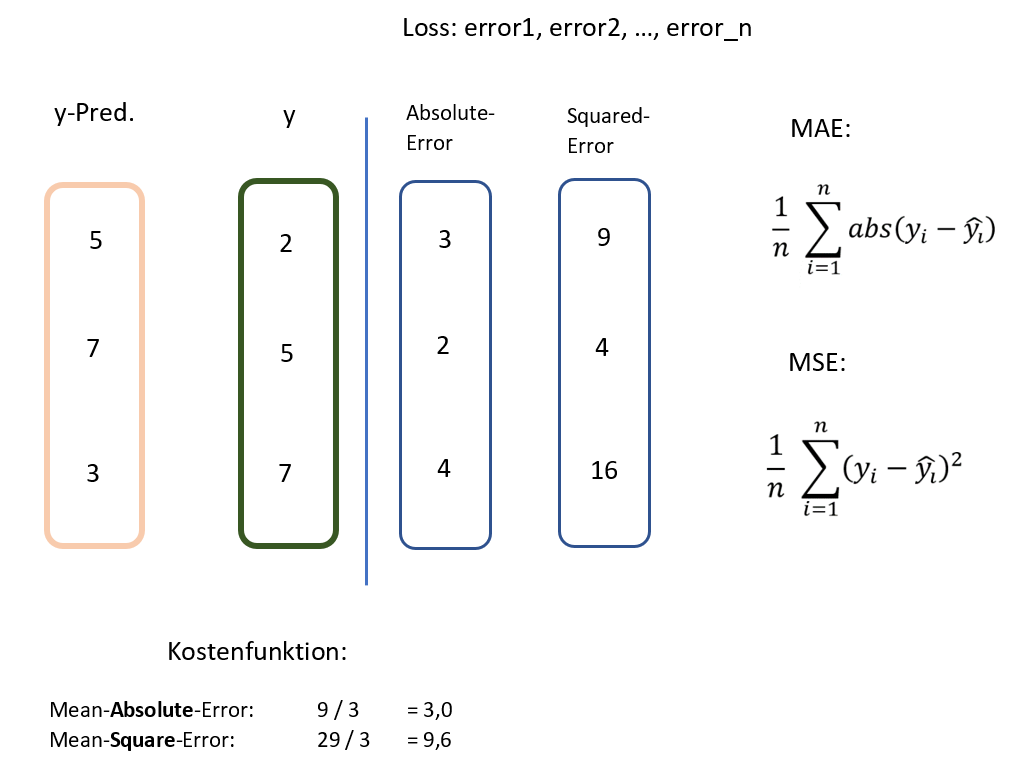 Loss: error1, error2, ..., error_n
y-Pred.
y
Absolute-
Error
Squared-
Error
MAE:
5
2
3
9
7
5
2
4
3
7
4
16
\frac{1}{n} \sum_{i=1}^{n} abs(y_i - \hat{y_i})
MSE:
\frac{1}{n} \sum_{i=1}^{n} (y_i - \hat{y_i})^2
Kostenfunktion:
Mean-Absolute-Error: 9 / 3 = 3,0
Mean-Square-Error: 29 / 3 = 9,6